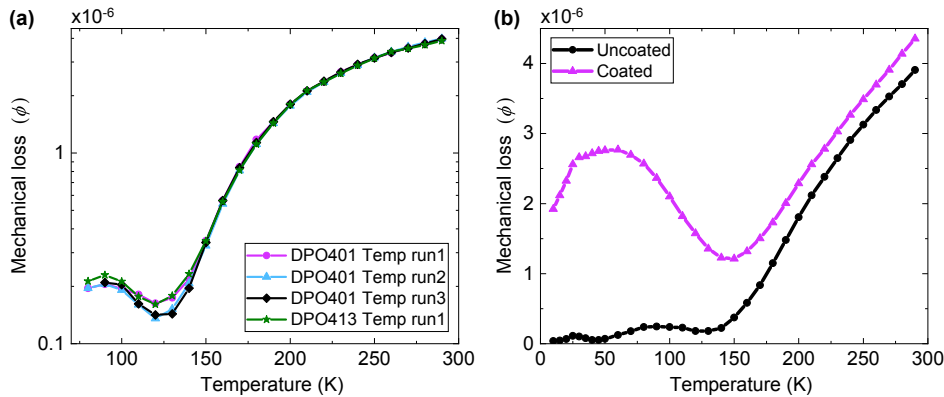 (a)
x10⁻⁶
Mechanical loss (ϕ)
1
0.1
100
150
200
250
300
Temperature (K)
DPO401 Temp run1
DPO401 Temp run2
DPO401 Temp run3
DPO413 Temp run1
(b)
x10⁻⁶
Mechanical loss (ϕ)
6
4
2
0
0
50
100
150
200
250
300
Temperature (K)
Uncoated
Coated